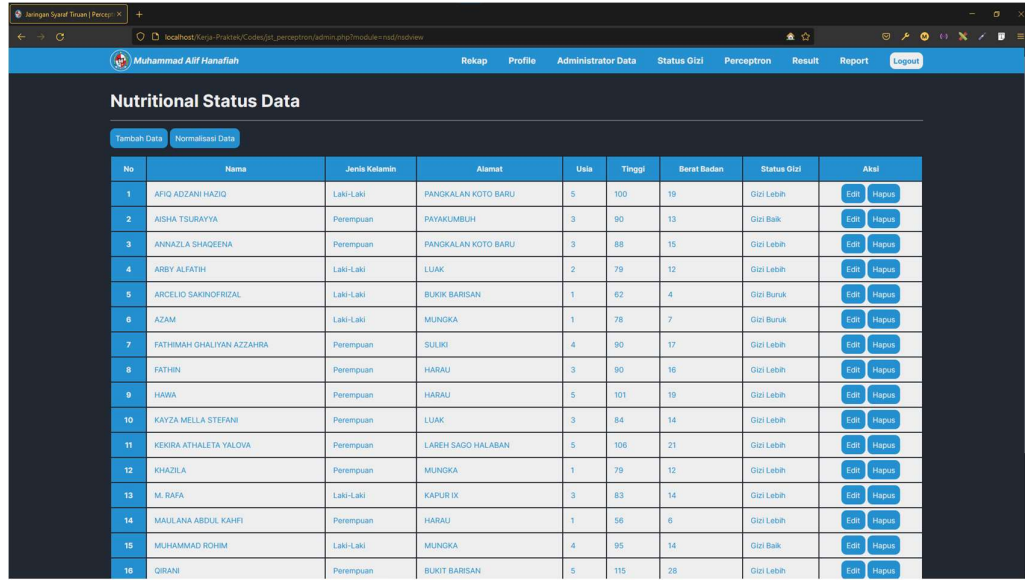 Jaringan Syaraf Tiruan | Percept
localhost/Kerja-Praktek/Codes/jst_perceptron/admin.php?module=nsd/nsdview
Muhammad Alif Hanafiah Rekap Profile Administrator Data Status Gizi Perceptron Result Report Logout
Nutritional Status Data
Tambah Data Normalisasi Data
No Nama Jenis Kelamin Alamat Usia Tinggi Berat Badan Status Gizi Aksi
1 AFIQ ADZANI HAZIQ Laki-Laki PANGKALAN KOTO BARU 5 100 19 Gizi Lebih Edit Hapus
2 AISHA TSURAYYA Perempuan PAYAKUMBUH 3 90 13 Gizi Baik Edit Hapus
3 ANNAZLA SHAQEENA Perempuan PANGKALAN KOTO BARU 3 88 15 Gizi Lebih Edit Hapus
4 ARBY ALFATIH Laki-Laki LUAK 2 79 12 Gizi Lebih Edit Hapus
5 ARCELIO SAKINOFRIZAL Laki-Laki BUKIK BARISAN 1 62 4 Gizi Buruk Edit Hapus
6 AZAM Laki-Laki MUNGKA 1 78 7 Gizi Buruk Edit Hapus
7 FATHIMAH GHALIYAN AZZAHRA Perempuan SULIKI 4 90 17 Gizi Lebih Edit Hapus
8 FATHIN Perempuan HARAU 3 90 16 Gizi Lebih Edit Hapus
9 HAWA Perempuan HARAU 5 101 19 Gizi Lebih Edit Hapus
10 KAYZA MELLA STEFANI Perempuan LUAK 3 84 14 Gizi Lebih Edit Hapus
11 KEKIRA ATHALETA YALOVA Perempuan LAREH SAGO HALABAN 5 106 21 Gizi Lebih Edit Hapus
12 KHAZILA Perempuan MUNGKA 1 79 12 Gizi Lebih Edit Hapus
13 M. RAFA Laki-Laki KAPUR IX 3 83 14 Gizi Lebih Edit Hapus
14 MAULANA ABDUL KAHFI Perempuan HARAU 1 56 6 Gizi Lebih Edit Hapus
15 MUHAMMAD ROHIM Laki-Laki MUNGKA 4 95 14 Gizi Baik Edit Hapus
16 QIRANI Perempuan BUKIT BARISAN 5 115 28 Gizi Lebih Edit Hapus